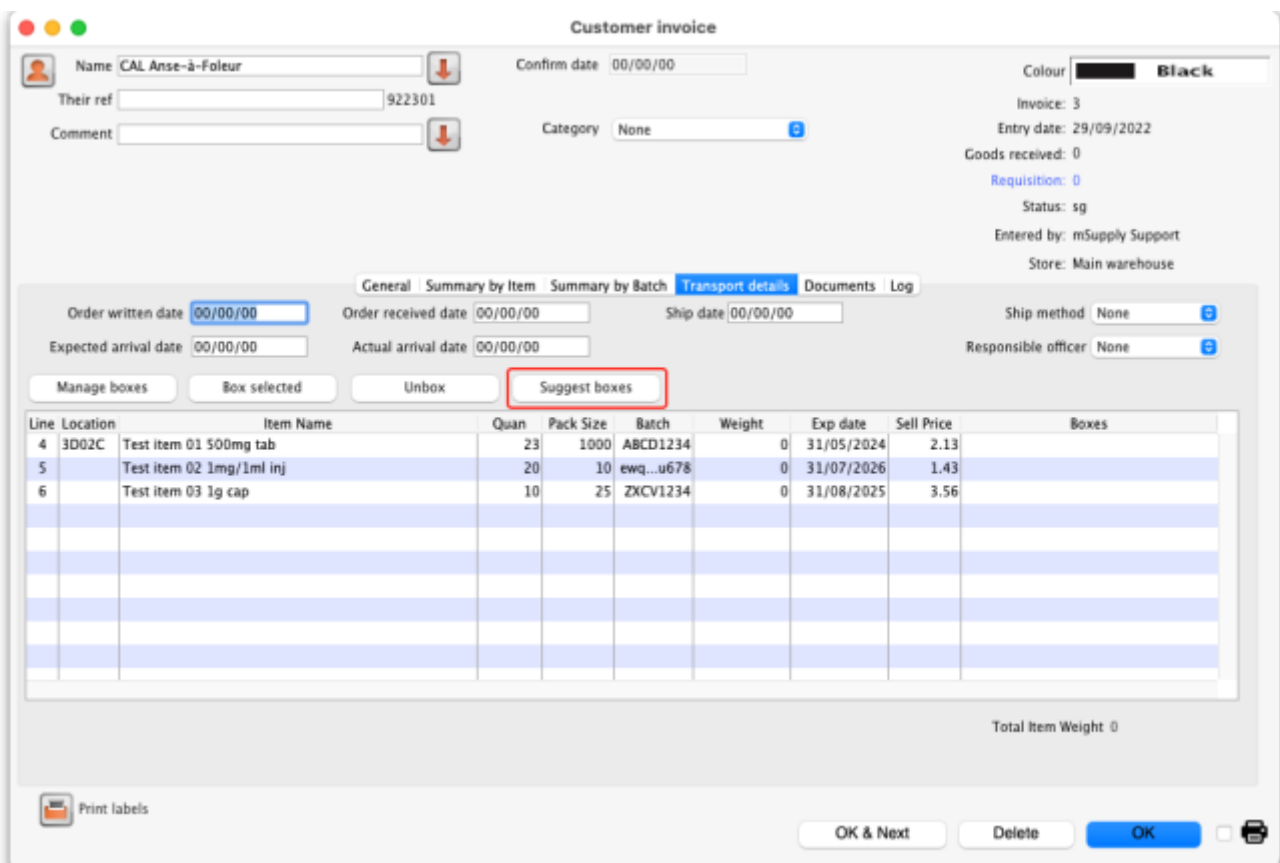 Customer invoice
Name CAL Anse-à-Foleur Confirm date 00/00/00 Colour Black
Their ref 922301 Invoice: 3
Comment Category None Entry date: 29/09/2022
Goods received: 0
Requisition: 0
Status: sg
Entered by: mSupply Support
Store: Main warehouse
General Summary by Item Summary by Batch Transport details Documents Log
Order written date 00/00/00 Order received date 00/00/00 Ship date 00/00/00 Ship method None
Expected arrival date 00/00/00 Actual arrival date 00/00/00 Responsible officer None
Manage boxes Box selected Unbox Suggest boxes
Line Location Item Name Quan Pack Size Batch Weight Exp date Sell Price Boxes
4 3D02C Test item 01 500mg tab 23 1000 ABCD1234 0 31/05/2024 2.13
5 Test item 02 1mg/1ml inj 20 10 ewq...u678 0 31/07/2026 1.43
6 Test item 03 1g cap 10 25 ZXCV1234 0 31/08/2025 3.56
Total Item Weight 0
Print labels
OK & Next Delete OK